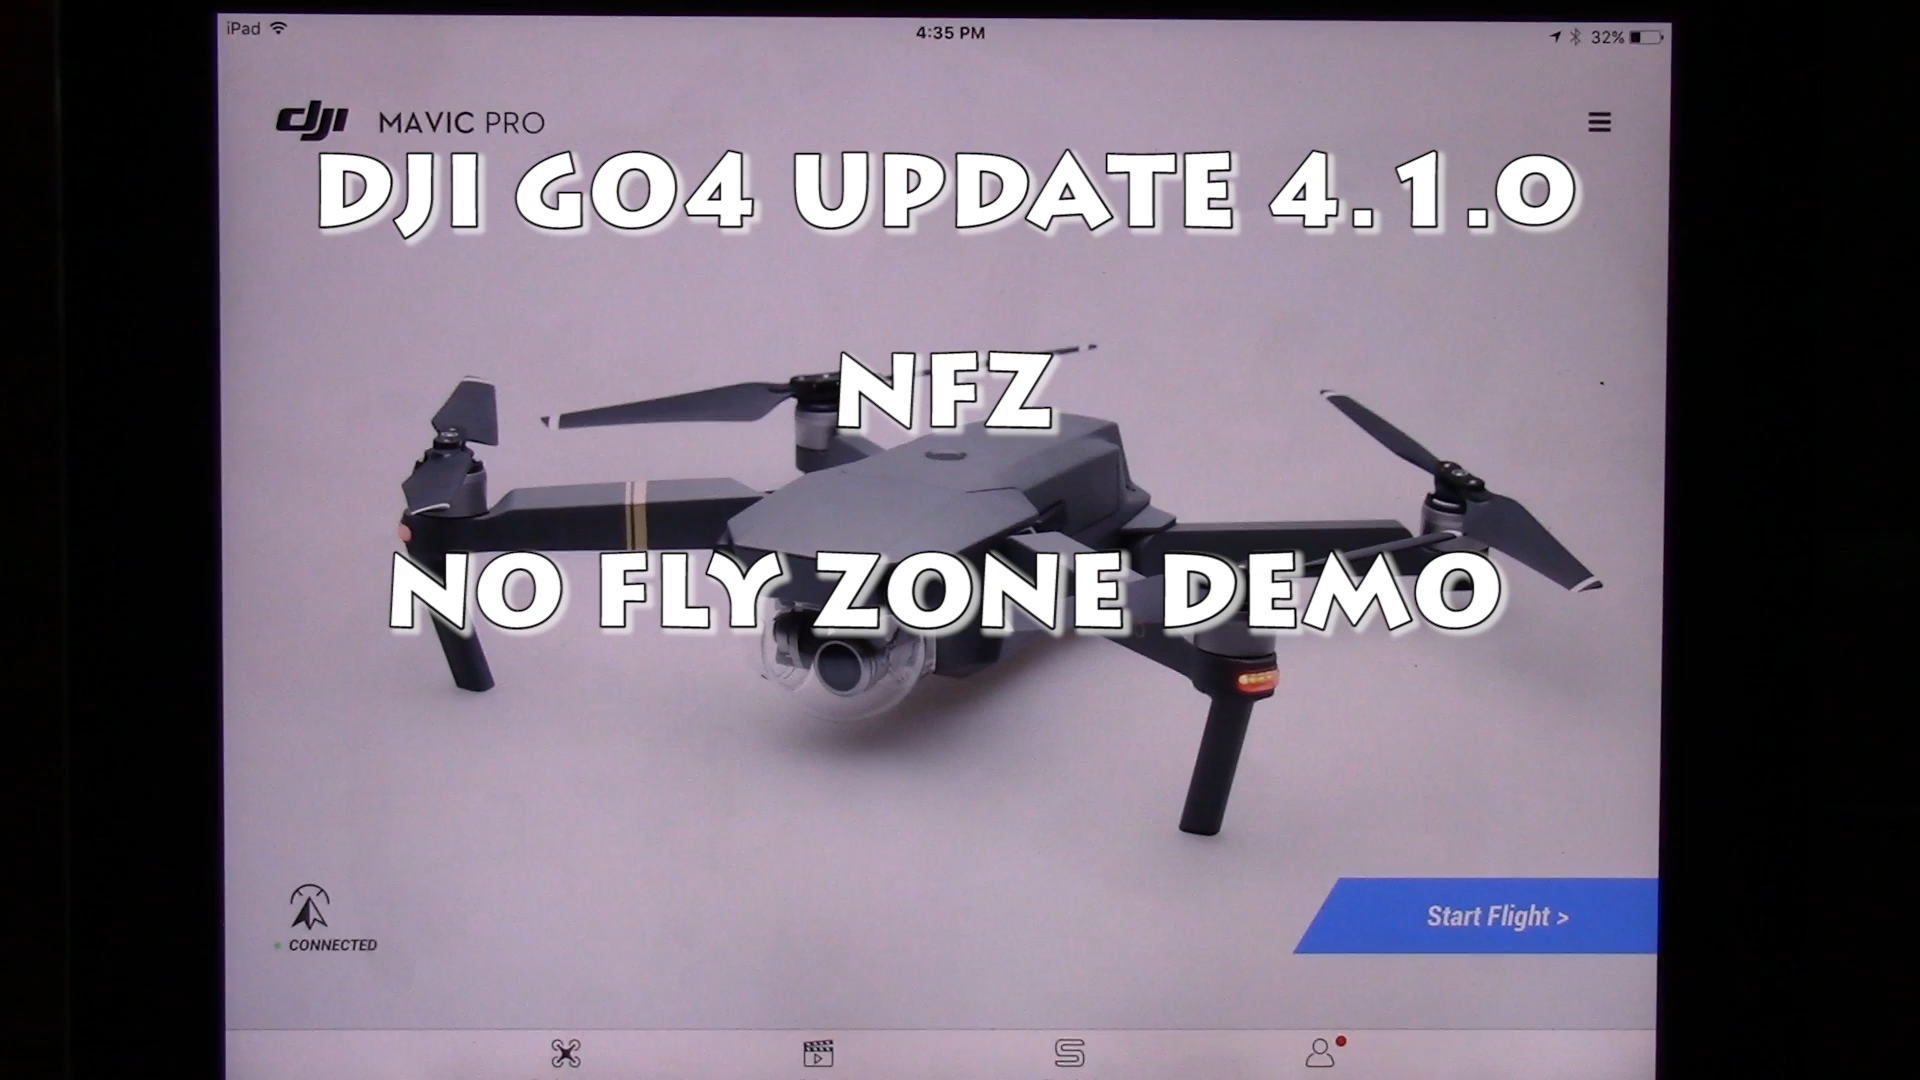 iPad
4:35 PM
32%
dji MAVIC PRO
DJI GO4 UPDATE 4.1.0
NFZ
NO FLY ZONE DEMO
Start Flight >
CONNECTED